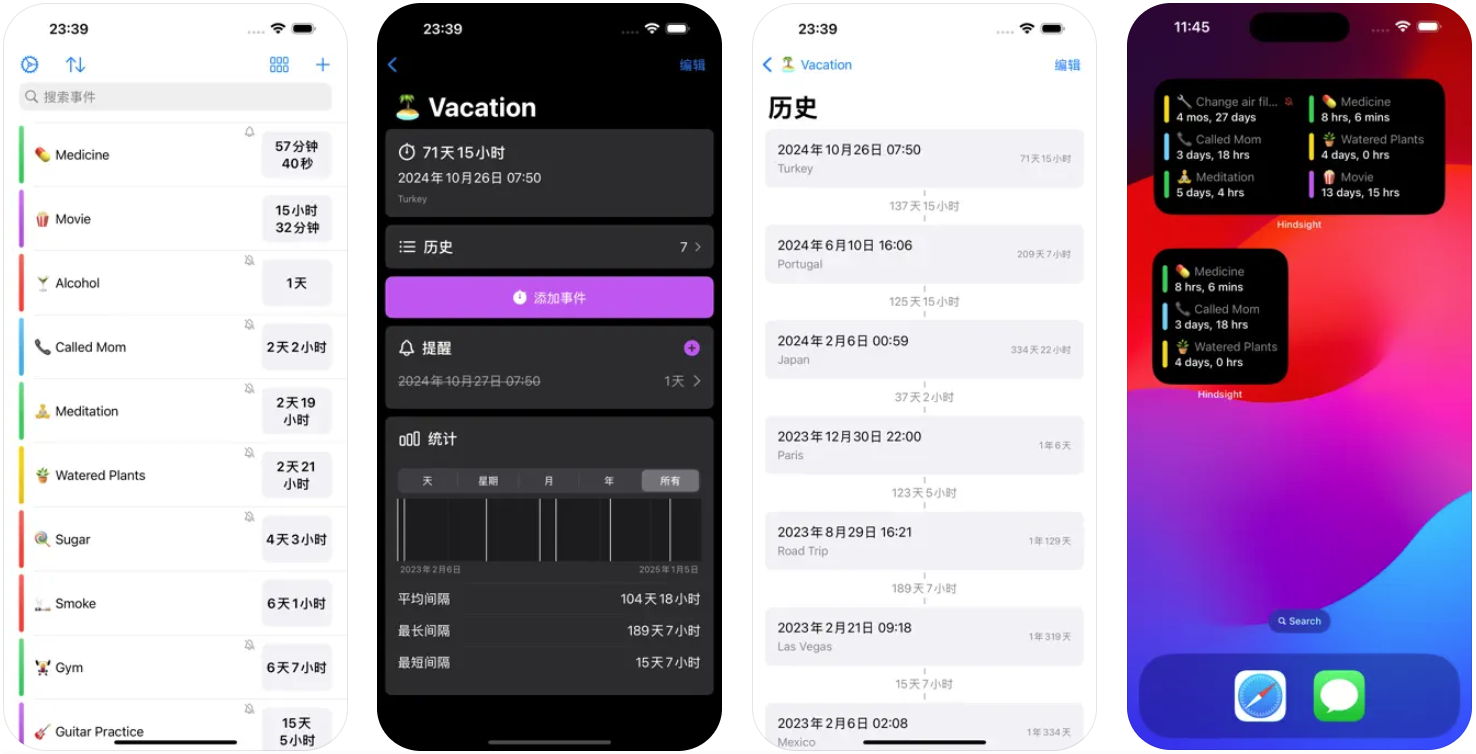 23:39
搜索事件
Medicine
57分钟
40秒
Movie
15小时
32分钟
Alcohol
1天
Called Mom
2天2小时
Meditation
2天19
小时
Watered Plants
2天21
小时
Sugar
4天3小时
Smoke
6天1小时
Gym
6天7小时
Guitar Practice
15天
5小时
23:39
编辑
Vacation
71天15小时
2024年10月26日 07:50
Turkey
历史
7
添加事件
提醒
2024年10月27日 07:50
1天
统计
天 星期 月 年 所有
2023年2月6日 2025年1月5日
平均间隔 104天18小时
最长间隔 189天7小时
最短间隔 15天7小时
23:39
Vacation 编辑
历史
2024年10月26日 07:50
Turkey
71天15小时
137天15小时
2024年6月10日 16:06
Portugal
209天7小时
125天15小时
2024年2月6日 00:59
Japan
334天22小时
37天2小时
2023年12月30日 22:00
Paris
1年6天
123天5小时
2023年8月29日 16:21
Road Trip
1年129天
189天7小时
2023年2月21日 09:18
Las Vegas
1年319天
15天7小时
2023年2月6日 02:08
Mexico
1年334天
11:45
Change air fil...
4 mos, 27 days
Called Mom
3 days, 18 hrs
Meditation
5 days, 4 hrs
Medicine
8 hrs, 6 mins
Watered Plants
4 days, 0 hrs
Movie
13 days, 15 hrs
Hindsight
Medicine
8 hrs, 6 mins
Called Mom
3 days, 18 hrs
Watered Plants
4 days, 0 hrs
Hindsight
Search